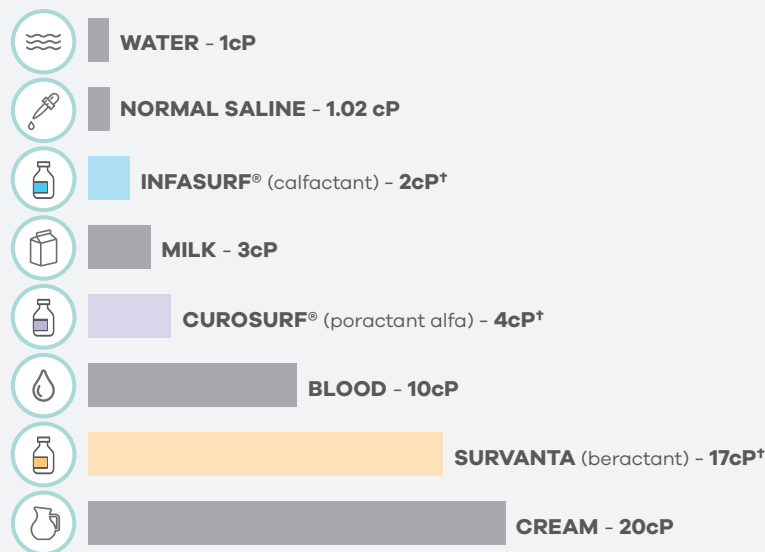 WATER - 1cP
NORMAL SALINE - 1.02 cP
INFASURF® (calfactant) - 2cP†
MILK - 3cP
CUROSURF® (poractant alfa) - 4cP†
BLOOD - 10cP
SURVANTA (beractant) - 17cP†
CREAM - 20cP